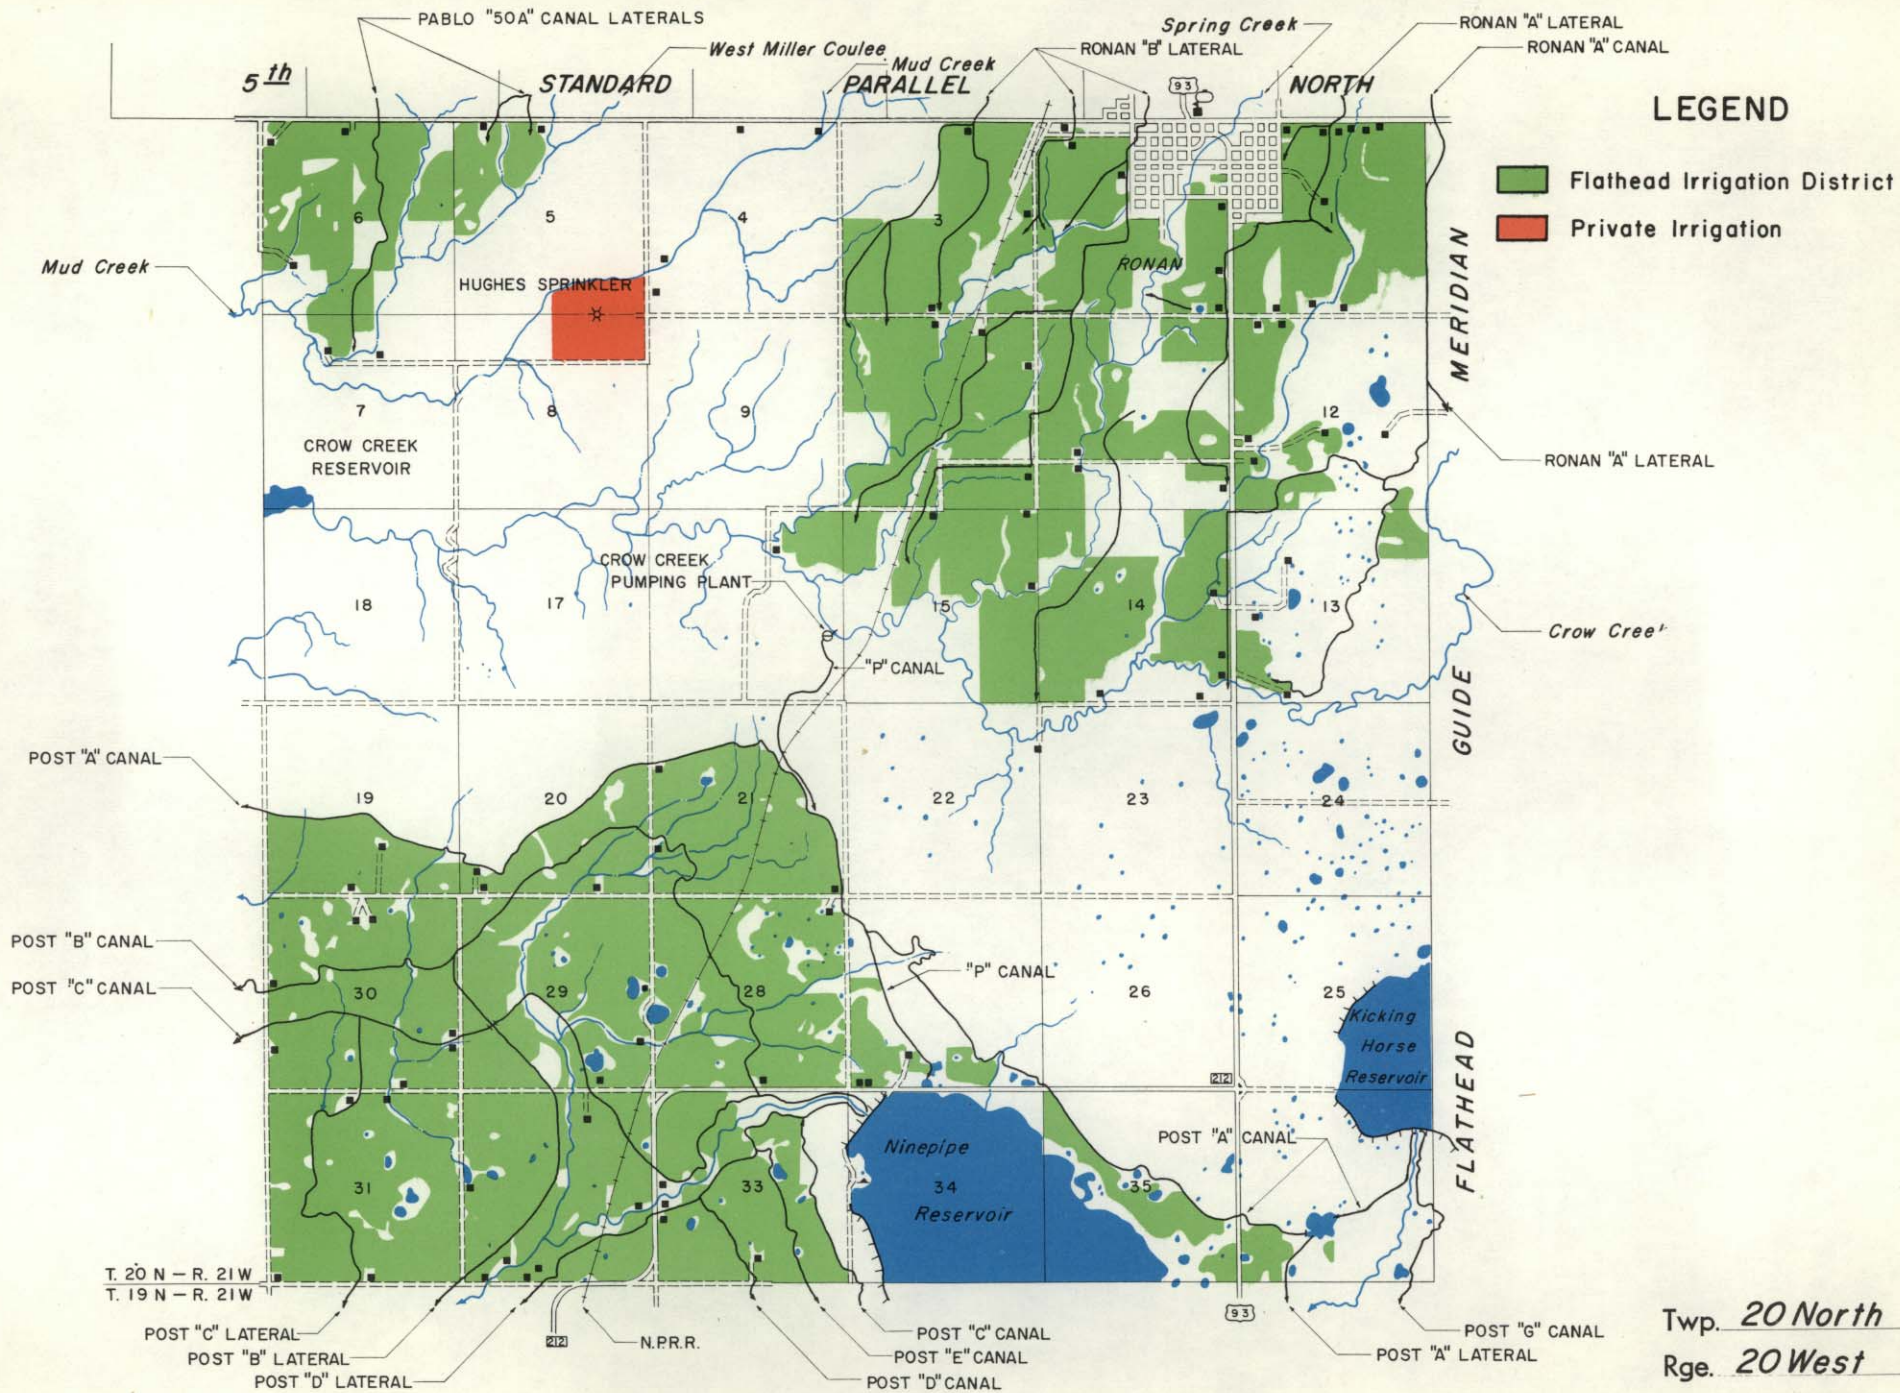 PABLO "50A" CANAL LATERALS
West Miller Coulee
Mud Creek
RONAN "B" LATERAL
Spring Creek
RONAN "A" LATERAL
RONAN "A" CANAL
5th STANDARD PARALLEL NORTH
93
LEGEND
Flathead Irrigation District
Private Irrigation
6
5
4
3
1
Mud Creek
HUGHES SPRINKLER
RONAN
MERIDIAN
7
8
9
12
CROW CREEK
RESERVOIR
RONAN "A" LATERAL
CROW CREEK
PUMPING PLANT
18
17
15
14
13
Crow Cree
"P" CANAL
GUIDE
POST "A" CANAL
19
20
21
22
23
24
POST "B" CANAL
POST "C" CANAL
30
29
28
"P" CANAL
26
25
Kicking
Horse
Reservoir
212
FLATHEAD
POST "A" CANAL
31
33
Ninepipe
34
Reservoir
35
T. 20 N — R. 21W
T. 19 N — R. 21W
POST "C" LATERAL
POST "B" LATERAL
POST "D" LATERAL
212
N.P.R.R.
POST "C" CANAL
POST "E" CANAL
POST "D" CANAL
93
POST "G" CANAL
POST "A" LATERAL
Twp. 20 North
Rge. 20 West